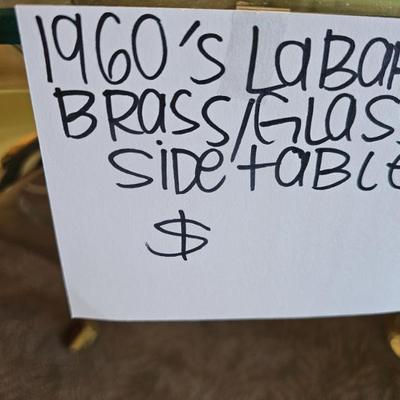 1960's LABAR
BRASS/GLAS
SIDE TABLE
$